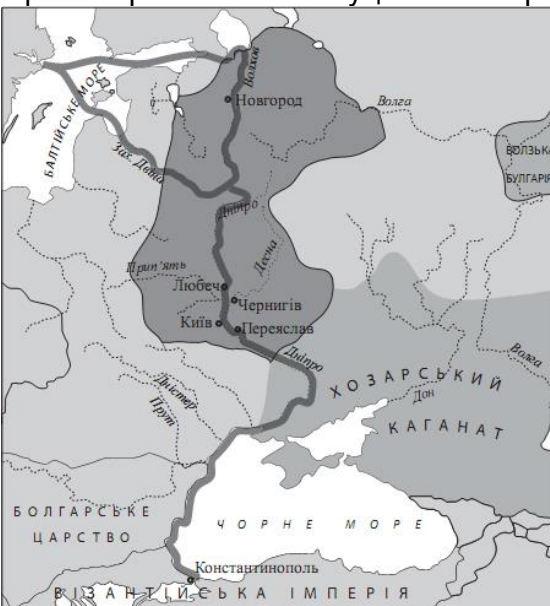 Ф
БАЛТІЙСЬКЕ МОРЕ
Волхов
Новгород
Волга
ВОЛЗЬКА
БУЛГАРІЯ
Зах. Двіна
Дніпро
Десна
Прип'ять
Любеч
Чернігів
Київ
Переяслав
Дніпро
Волга
Дністер
Прут
ХОЗАРСЬКИЙ
Дон
КАГАНАТ
БОЛГАРСЬКЕ
ЦАРСТВО
ЧОРНЕ МОРЕ
Константинополь
ВІЗАНТІЙСЬКА ІМПЕРІЯ